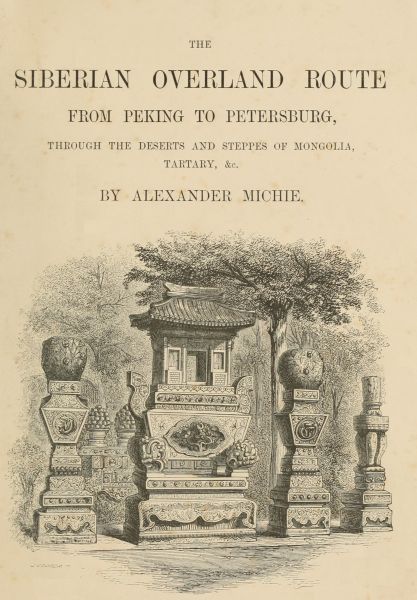 THE
SIBERIAN OVERLAND ROUTE
FROM PEKING TO PETERSBURG,
THROUGH THE DESERTS AND STEPPES OF MONGOLIA,
TARTARY, &c.
BY ALEXANDER MICHIE.